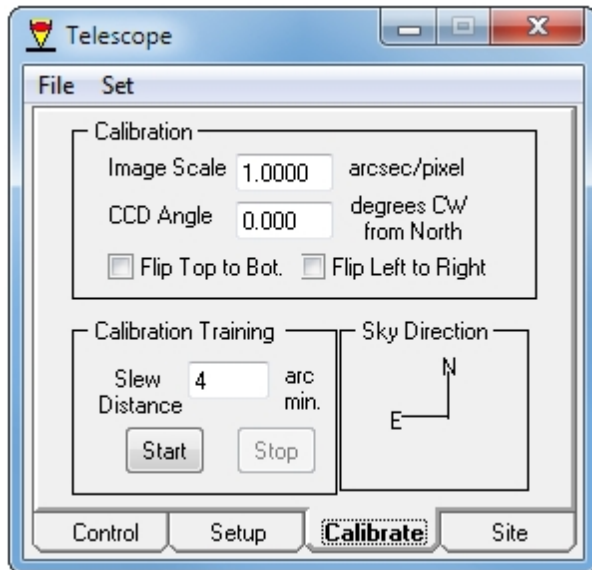 Telescope
File Set
Calibration
Image Scale 1.0000 arcsec/pixel
CCD Angle 0.000 degrees CW
from North
Flip Top to Bot. Flip Left to Right
Calibration Training
Slew 4 arc
Distance min.
Start Stop
Sky Direction
N
E
Control Setup Calibrate Site